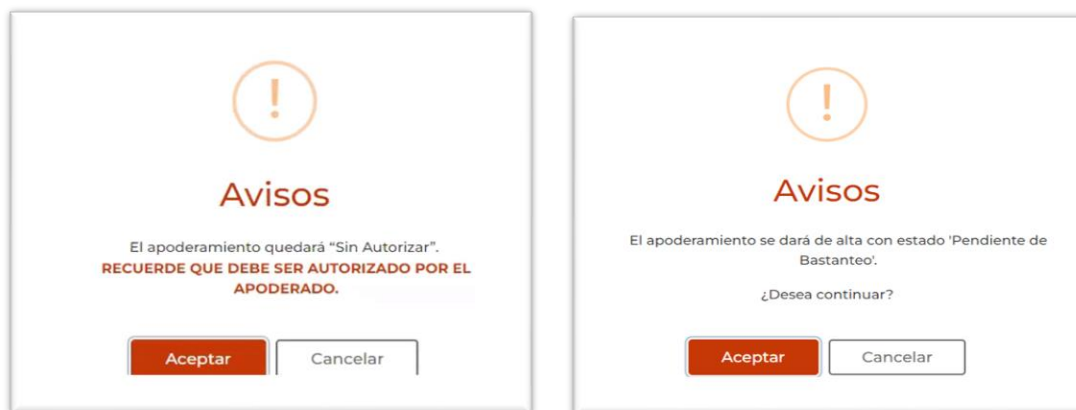 !
Avisos
El apoderamiento quedará “Sin Autorizar”.
RECUERDE QUE DEBE SER AUTORIZADO POR EL
APODERADO.
Aceptar
Cancelar
!
Avisos
El apoderamiento se dará de alta con estado 'Pendiente de
Bastanteo'.
¿Desea continuar?
Aceptar
Cancelar